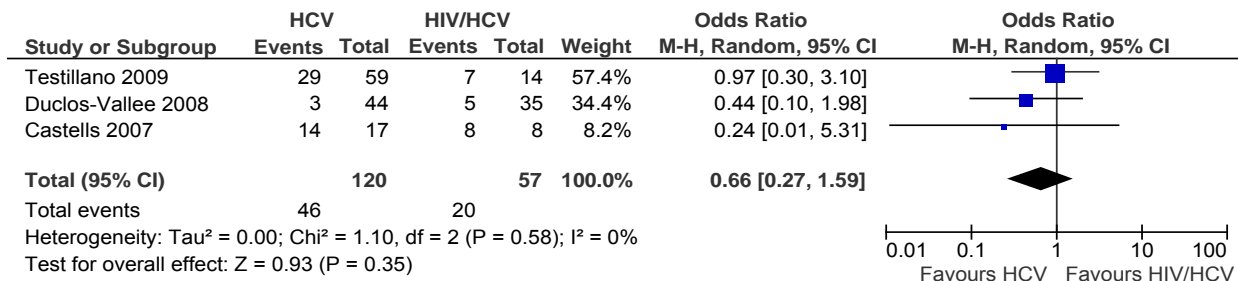 HCV HIV/HCV Odds Ratio Odds Ratio
Study or Subgroup Events Total Events Total Weight M-H, Random, 95% CI M-H, Random, 95% CI
Testillano 2009 29 59 7 14 57.4% 0.97 [0.30, 3.10]
Duclos-Vallee 2008 3 44 5 35 34.4% 0.44 [0.10, 1.98]
Castells 2007 14 17 8 8 8.2% 0.24 [0.01, 5.31]
Total (95% CI) 120 57 100.0% 0.66 [0.27, 1.59]
Total events 46 20
Heterogeneity: Tau² = 0.00; Chi² = 1.10, df = 2 (P = 0.58); I² = 0%
Test for overall effect: Z = 0.93 (P = 0.35)
0.01 0.1 1 10 100
Favours HCV Favours HIV/HCV